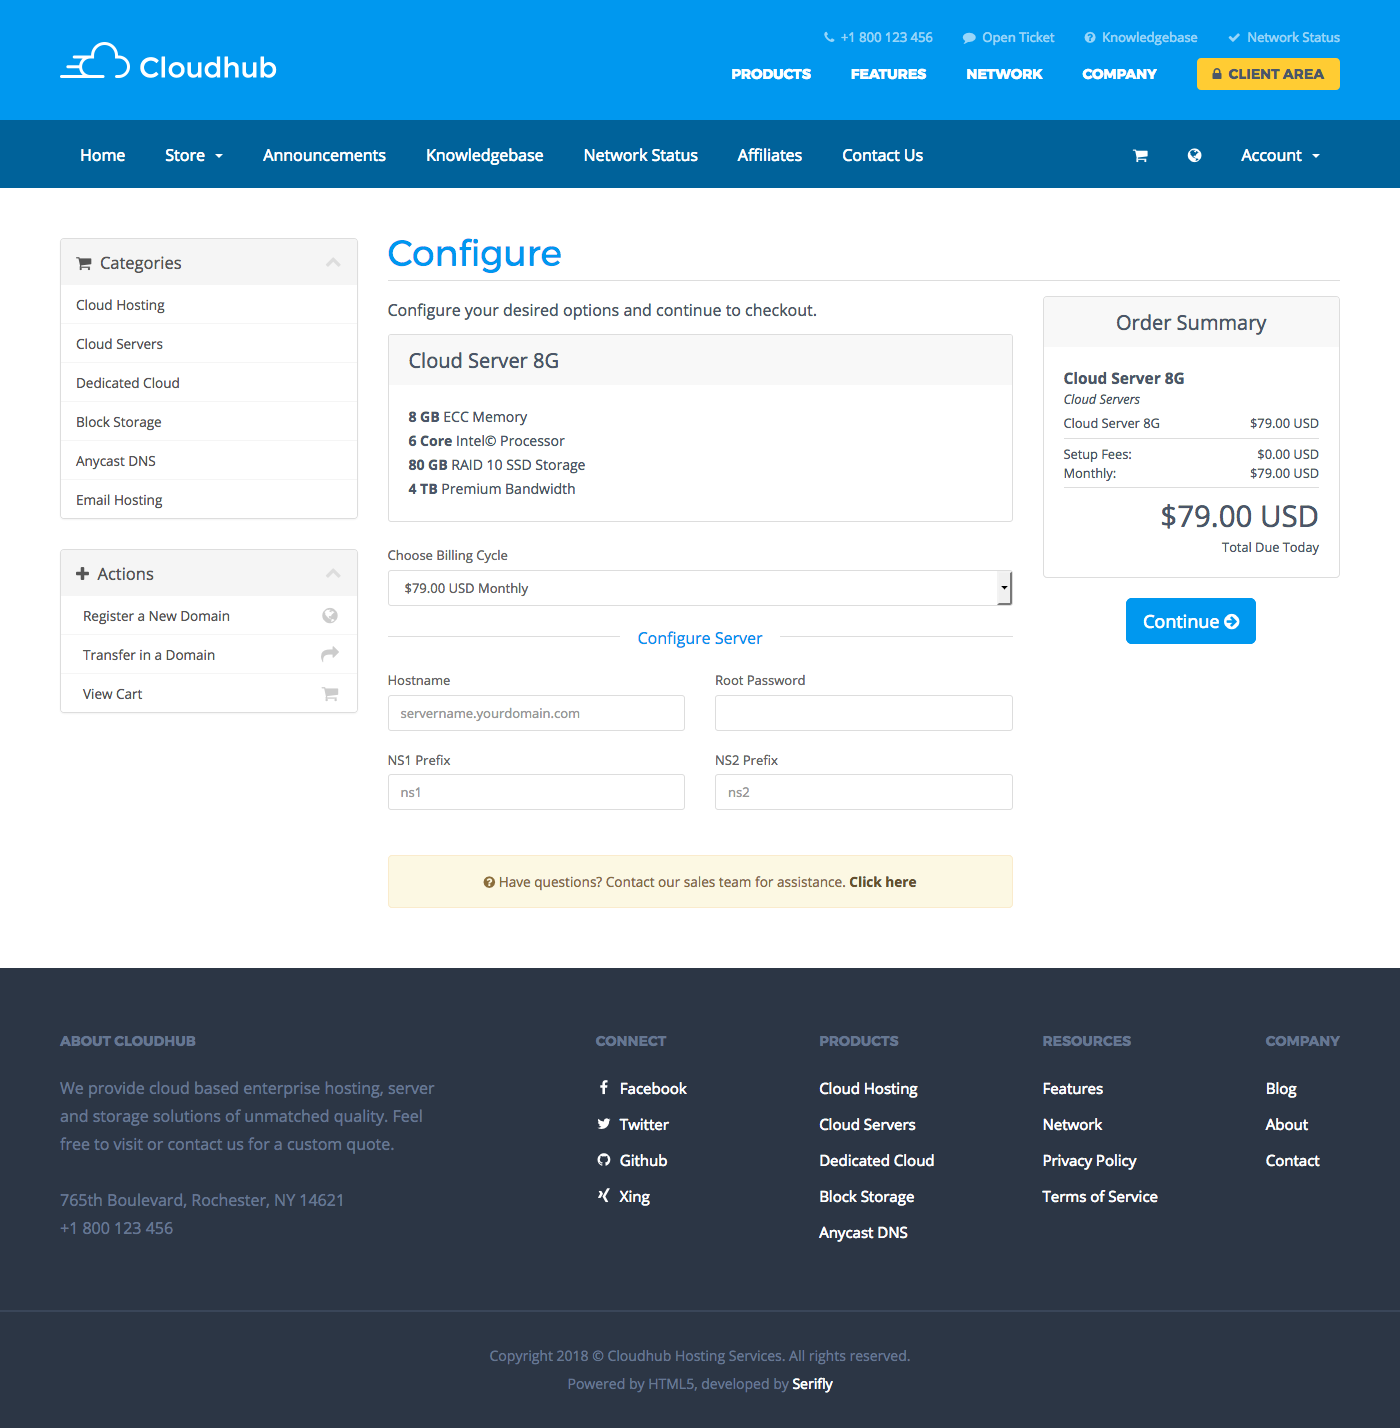 +1 800 123 456 Open Ticket Knowledgebase Network Status
Cloudhub
PRODUCTS FEATURES NETWORK COMPANY CLIENT AREA
Home Store Announcements Knowledgebase Network Status Affiliates Contact Us Account
Categories
Cloud Hosting
Cloud Servers
Dedicated Cloud
Block Storage
Anycast DNS
Email Hosting
Actions
Register a New Domain
Transfer in a Domain
View Cart
Configure
Configure your desired options and continue to checkout.
Cloud Server 8G
8 GB ECC Memory
6 Core Intel© Processor
80 GB RAID 10 SSD Storage
4 TB Premium Bandwidth
Choose Billing Cycle
$79.00 USD Monthly
Configure Server
Hostname Root Password
servername.yourdomain.com
NS1 Prefix NS2 Prefix
ns1 ns2
Have questions? Contact our sales team for assistance. Click here
Order Summary
Cloud Server 8G
Cloud Servers
Cloud Server 8G $79.00 USD
Setup Fees: $0.00 USD
Monthly: $79.00 USD
$79.00 USD
Total Due Today
Continue
ABOUT CLOUDHUB
We provide cloud based enterprise hosting, server
and storage solutions of unmatched quality. Feel
free to visit or contact us for a custom quote.
765th Boulevard, Rochester, NY 14621
+1 800 123 456
CONNECT
Facebook
Twitter
Github
Xing
PRODUCTS
Cloud Hosting
Cloud Servers
Dedicated Cloud
Block Storage
Anycast DNS
RESOURCES
Features
Network
Privacy Policy
Terms of Service
COMPANY
Blog
About
Contact
Copyright 2018 © Cloudhub Hosting Services. All rights reserved.
Powered by HTML5, developed by Serifly